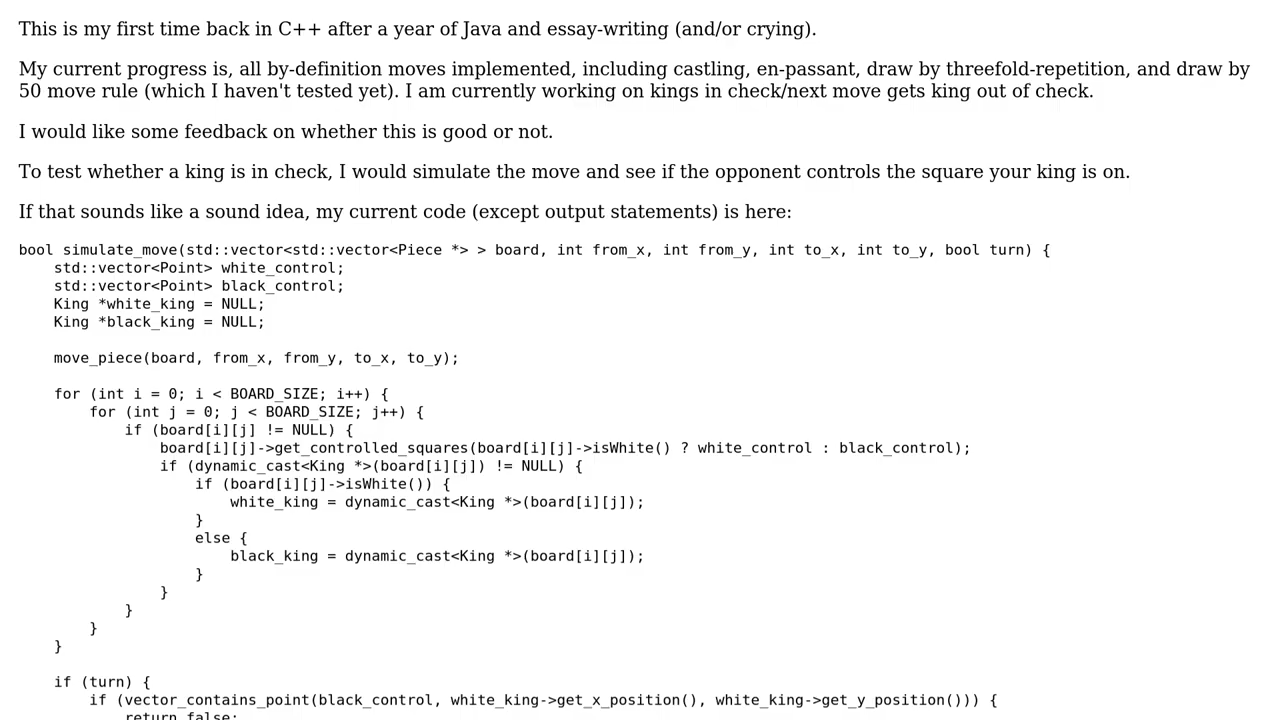 This is my first time back in C++ after a year of Java and essay-writing (and/or crying).
My current progress is, all by-definition moves implemented, including castling, en-passant, draw by threefold-repetition, and draw by
50 move rule (which I haven't tested yet). I am currently working on kings in check/next move gets king out of check.
I would like some feedback on whether this is good or not.
To test whether a king is in check, I would simulate the move and see if the opponent controls the square your king is on.
If that sounds like a sound idea, my current code (except output statements) is here:
bool simulate_move(std::vector<std::vector<Piece *> > board, int from_x, int from_y, int to_x, int to_y, bool turn) {
    std::vector<Point> white_control;
    std::vector<Point> black_control;
    King *white_king = NULL;
    King *black_king = NULL;

    move_piece(board, from_x, from_y, to_x, to_y);

    for (int i = 0; i < BOARD_SIZE; i++) {
        for (int j = 0; j < BOARD_SIZE; j++) {
            if (board[i][j] != NULL) {
                board[i][j]->get_controlled_squares(board[i][j]->isWhite() ? white_control : black_control);
                if (dynamic_cast<King *>(board[i][j]) != NULL) {
                    if (board[i][j]->isWhite()) {
                        white_king = dynamic_cast<King *>(board[i][j]);
                    }
                    else {
                        black_king = dynamic_cast<King *>(board[i][j]);
                    }
                }
            }
        }
    }

    if (turn) {
        if (vector_contains_point(black_control, white_king->get_x_position(), white_king->get_y_position())) {
            return false;